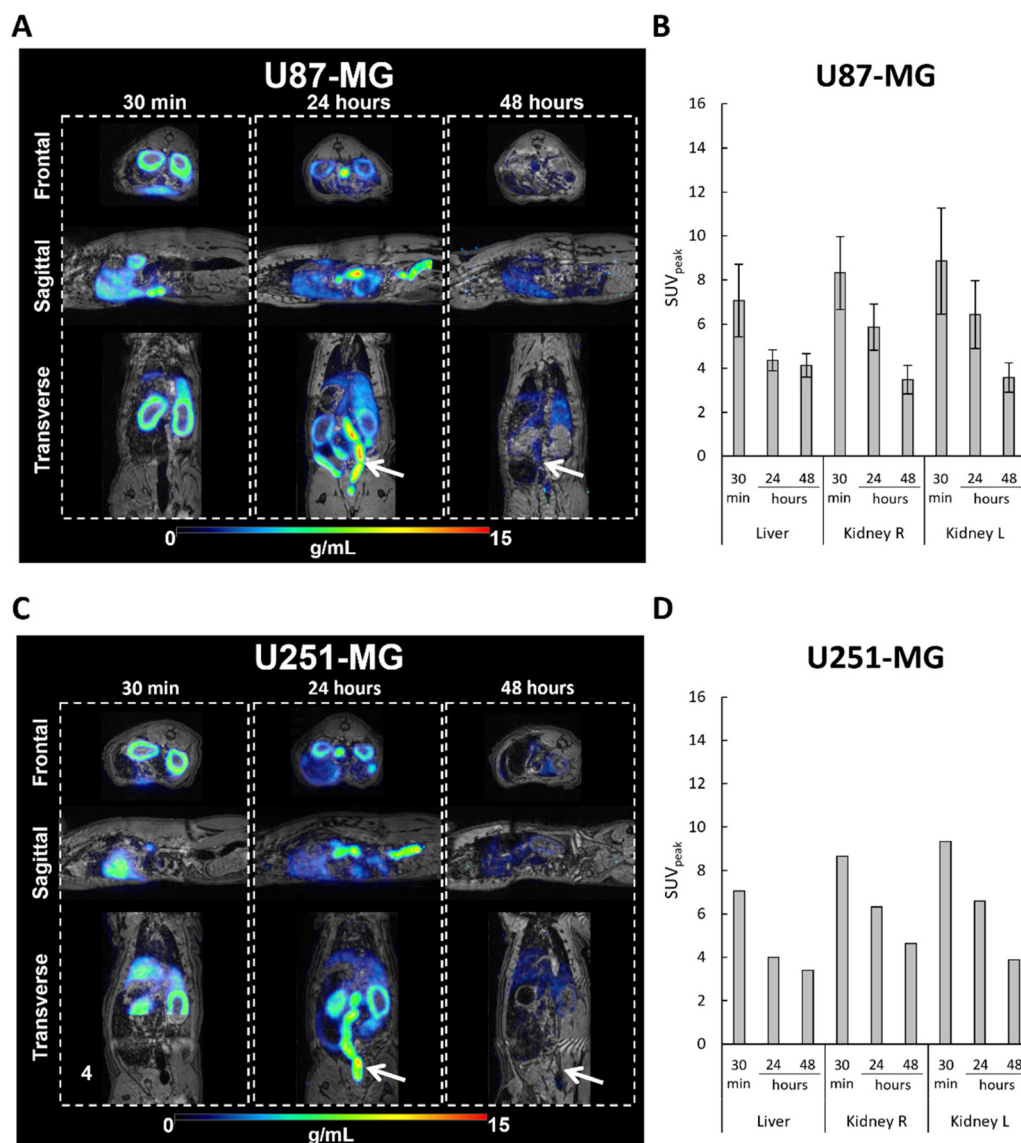 A
U87-MG
30 min 24 hours 48 hours
Frontal
Sagittal
Transverse
0 15
g/mL
B
U87-MG
16
14
12
10
8
6
4
2
0
SUVpeak
30 24 48 30 24 48 30 24 48
min hours min hours min hours
Liver Kidney R Kidney L
C
U251-MG
30 min 24 hours 48 hours
Frontal
Sagittal
Transverse
4
0 15
g/mL
D
U251-MG
16
14
12
10
8
6
4
2
0
SUVpeak
30 24 48 30 24 48 30 24 48
min hours min hours min hours
Liver Kidney R Kidney L